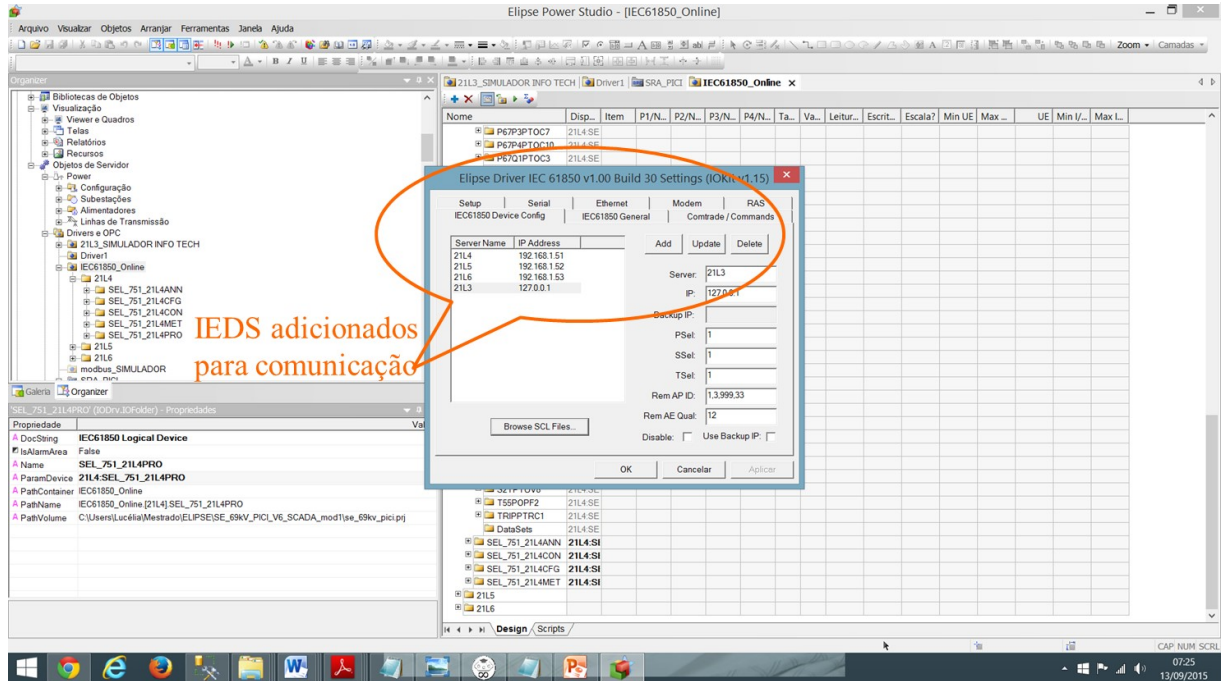 Elipse Power Studio - [IEC61850_Online]
Arquivo Visualizar Objetos Arranjar Ferramentas Janela Ajuda
Zoom Camadas
Organizer
Bibliotecas de Objetos
Visualização
Viewer e Quadros
Telas
Relatórios
Recursos
Objetos de Servidor
Power
Configuração
Subestações
Alimentadores
Linhas de Transmissão
Drivers e OPC
21L3_SIMULADOR INFO TECH
Driver1
IEC61850_Online
21L4
SEL_751_21L4ANN
SEL_751_21L4CFG
SEL_751_21L4CON
SEL_751_21L4MET
SEL_751_21L4PRO
21L5
21L6
modbus_SIMULADOR
Galeria Organizer
'SEL_751_21L4PRO' (IODrv.IOFolder) - Propriedades
Propriedade Val
DocString IEC61850 Logical Device
IsAlarmArea False
Name SEL_751_21L4PRO
ParamDevice 21L4:SEL_751_21L4PRO
PathContainer IEC61850_Online
PathName IEC61850_Online.[21L4].SEL_751_21L4PRO
PathVolume C:\Users\Lucélia\Mestrado\ELIPSE\SE_69kV_PICI_V6_SCADA_mod1\se_69kv_pici.prj
IEDS adicionados
para comunicação
21L3_SIMULADOR INFO TECH Driver1 SRA_PICI IEC61850_Online
Nome Disp... Item P1/N... P2/N... P3/N... P4/N... Ta... Va... Leitur... Escrit... Escala? Min UE Max ... UE Min I/... Max I...
P67P3PTOC7 21L4:SE
P67P4PTOC10 21L4:SE
P67Q1PTOC3 21L4:SE
Elipse Driver IEC 61850 v1.00 Build 30 Settings (IOKit v1.15)
Setup Serial Ethernet Modem RAS
IEC61850 Device Config IEC61850 General Comtrade / Commands
Server Name IP Address
21L4 192.168.1.51
21L5 192.168.1.52
21L6 192.168.1.53
21L3 127.0.0.1
Add Update Delete
Server: 21L3
IP: 127.0.0.1
Backup IP:
PSel: 1
SSel: 1
TSel: 1
Rem AP ID: 1,3,999,33
Rem AE Qual: 12
Disable: Use Backup IP:
Browse SCL Files...
OK Cancelar Aplicar
T55POPF2 21L4:SE
TRIPPTRC1 21L4:SE
DataSets 21L4:SE
SEL_751_21L4ANN 21L4:SI
SEL_751_21L4CON 21L4:SI
SEL_751_21L4CFG 21L4:SI
SEL_751_21L4MET 21L4:SI
21L5
21L6
Design Scripts
CAP NUM SCRL
07:25
13/09/2015